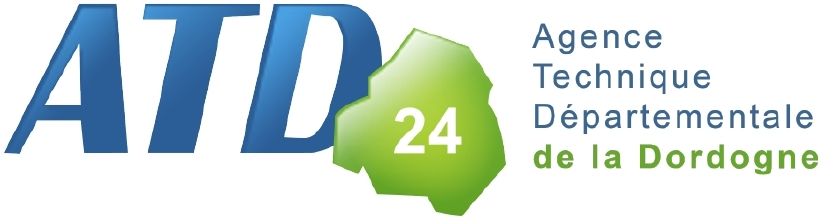 ATD
24
Agence
Technique
Départementale
de la Dordogne